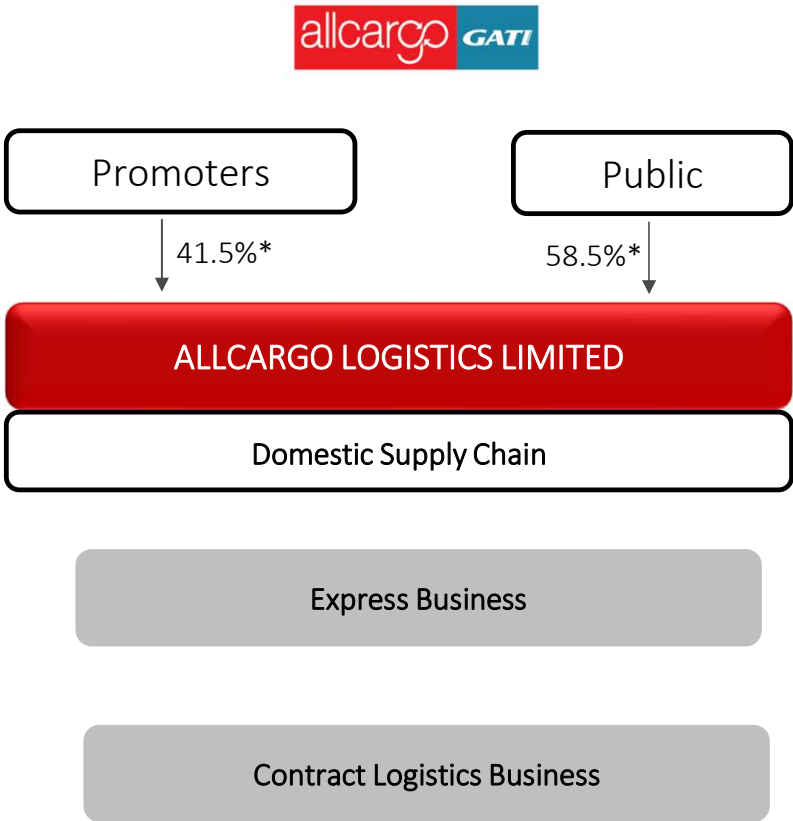 allcargo GATI
Promoters
Public
41.5%*
58.5%*
ALLCARGO LOGISTICS LIMITED
Domestic Supply Chain
Express Business
Contract Logistics Business